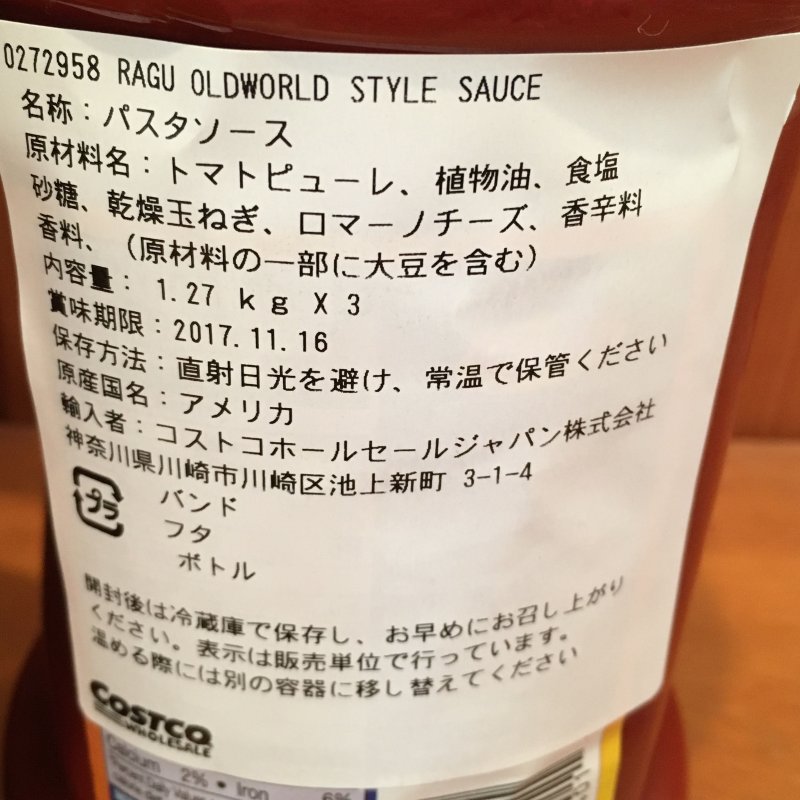 0272958 RAGU OLDWORLD STYLE SAUCE
名称：パスタソース
原材料名：トマトピューレ、植物油、食塩
砂糖、乾燥玉ねぎ、ロマーノチーズ、香辛料
香料、（原材料の一部に大豆を含む）
内容量： 1.27 ｋｇ X 3
賞味期限：2017.11.16
保存方法：直射日光を避け、常温で保管ください
原産国名：アメリカ
輸入者：コストコホールセールジャパン株式会社
神奈川県川崎市川崎区池上新町 3-1-4
プラ
バンド
フタ
ボトル
開封後は冷蔵庫で保存し、お早めにお召し上がり
ください。表示は販売単位で行っています。
温める際には別の容器に移し替えてください
COSTCO
WHOLESALE
Calcium 2% • Iron 6%